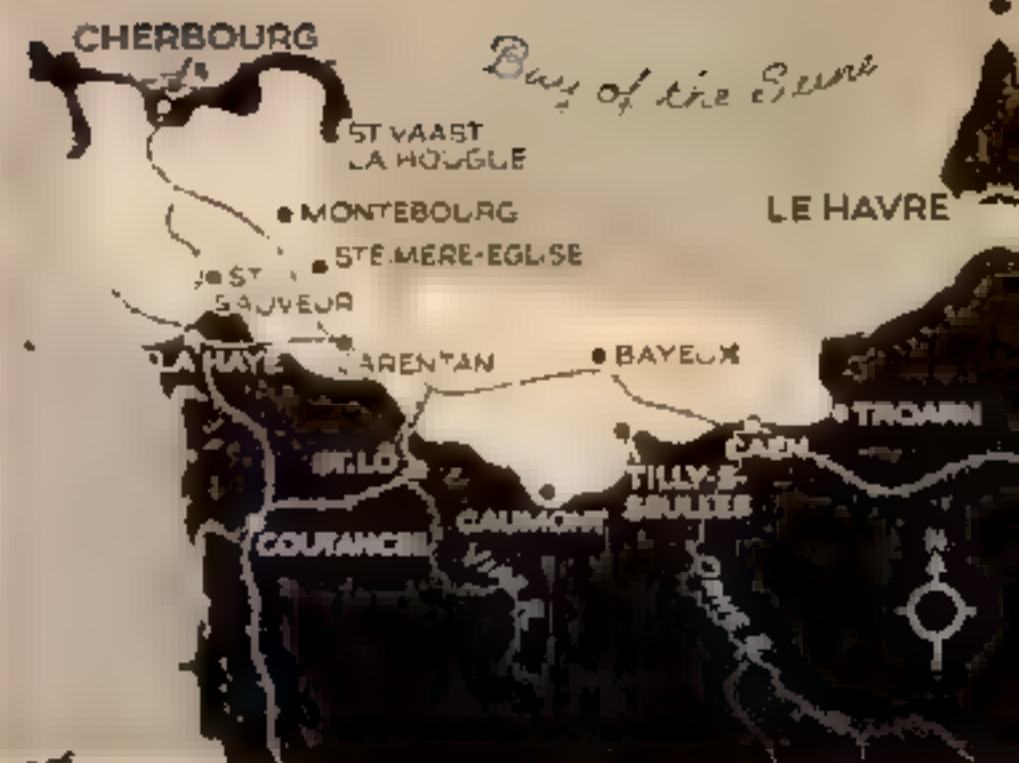 CHERBOURG
Bay of the Seine
ST VAAST
LA HOUGUE
LE HAVRE
MONTEBOURG
STE.MERE-EGLISE
ST
SAUVEUR
LA HAYE
CARENTAN
BAYEUX
TROARN
CAEN
ST.LO
TILLY-S-
SEULLES
CAUMONT
COUTANCES
N